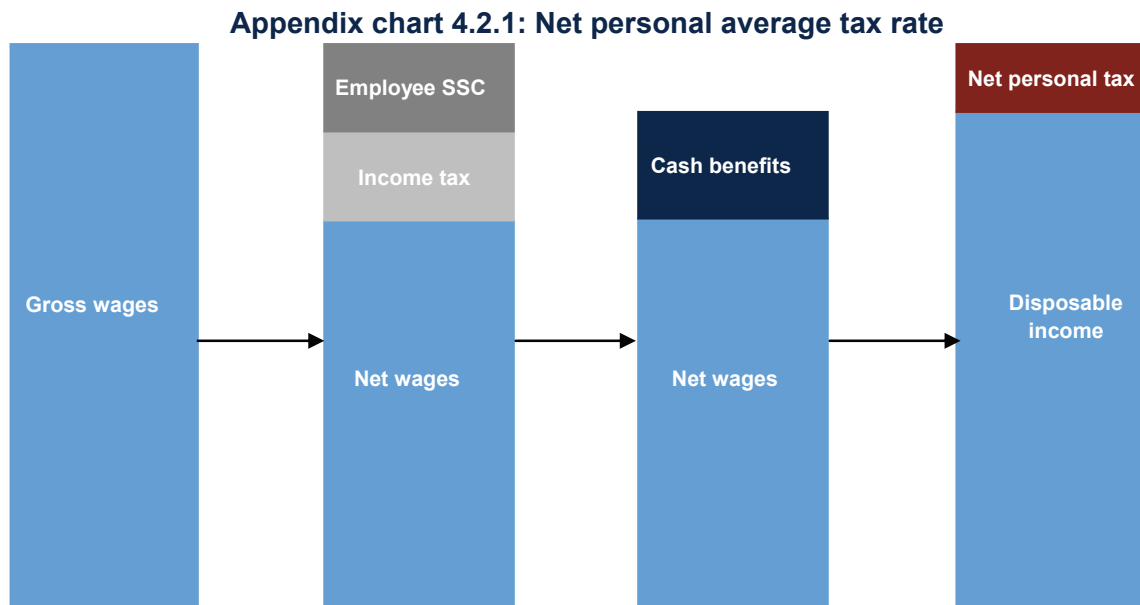 Appendix chart 4.2.1: Net personal average tax rate
Gross wages
Employee SSC
Income tax
Net wages
Cash benefits
Net wages
Net personal tax
Disposable
income